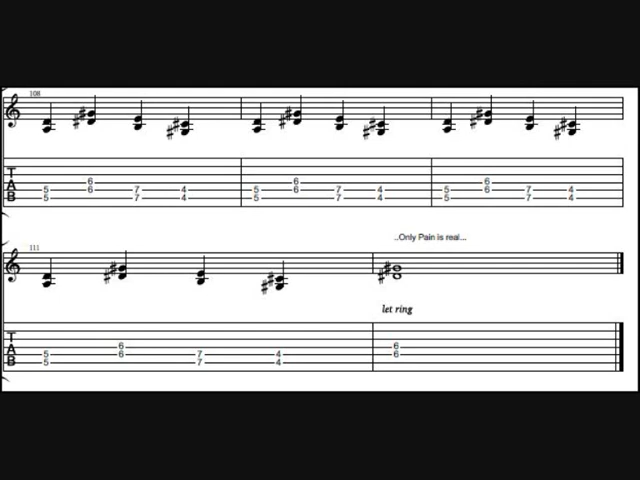 108
T
A
B
6 6 6
5 6 7 4 5 6 7 4 5 6 7 4
5 7 4 5 7 4 5 7 4
..Only Pain is real...
111
let ring
T
A
B
6 6
5 6 7 4 6
5 7 4